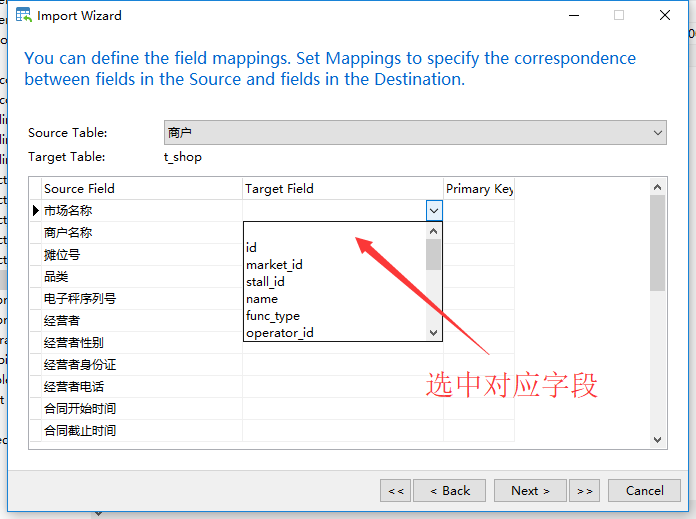 Import Wizard
You can define the field mappings. Set Mappings to specify the correspondence
between fields in the Source and fields in the Destination.
Source Table:
商户
Target Table:
t_shop
Source Field
Target Field
Primary Key
市场名称
商户名称
摊位号
品类
电子秤序列号
经营者
经营者性别
经营者身份证
经营者电话
合同开始时间
合同截止时间
id
market_id
stall_id
name
func_type
operator_id
选中对应字段
<<
< Back
Next >
>>
Cancel